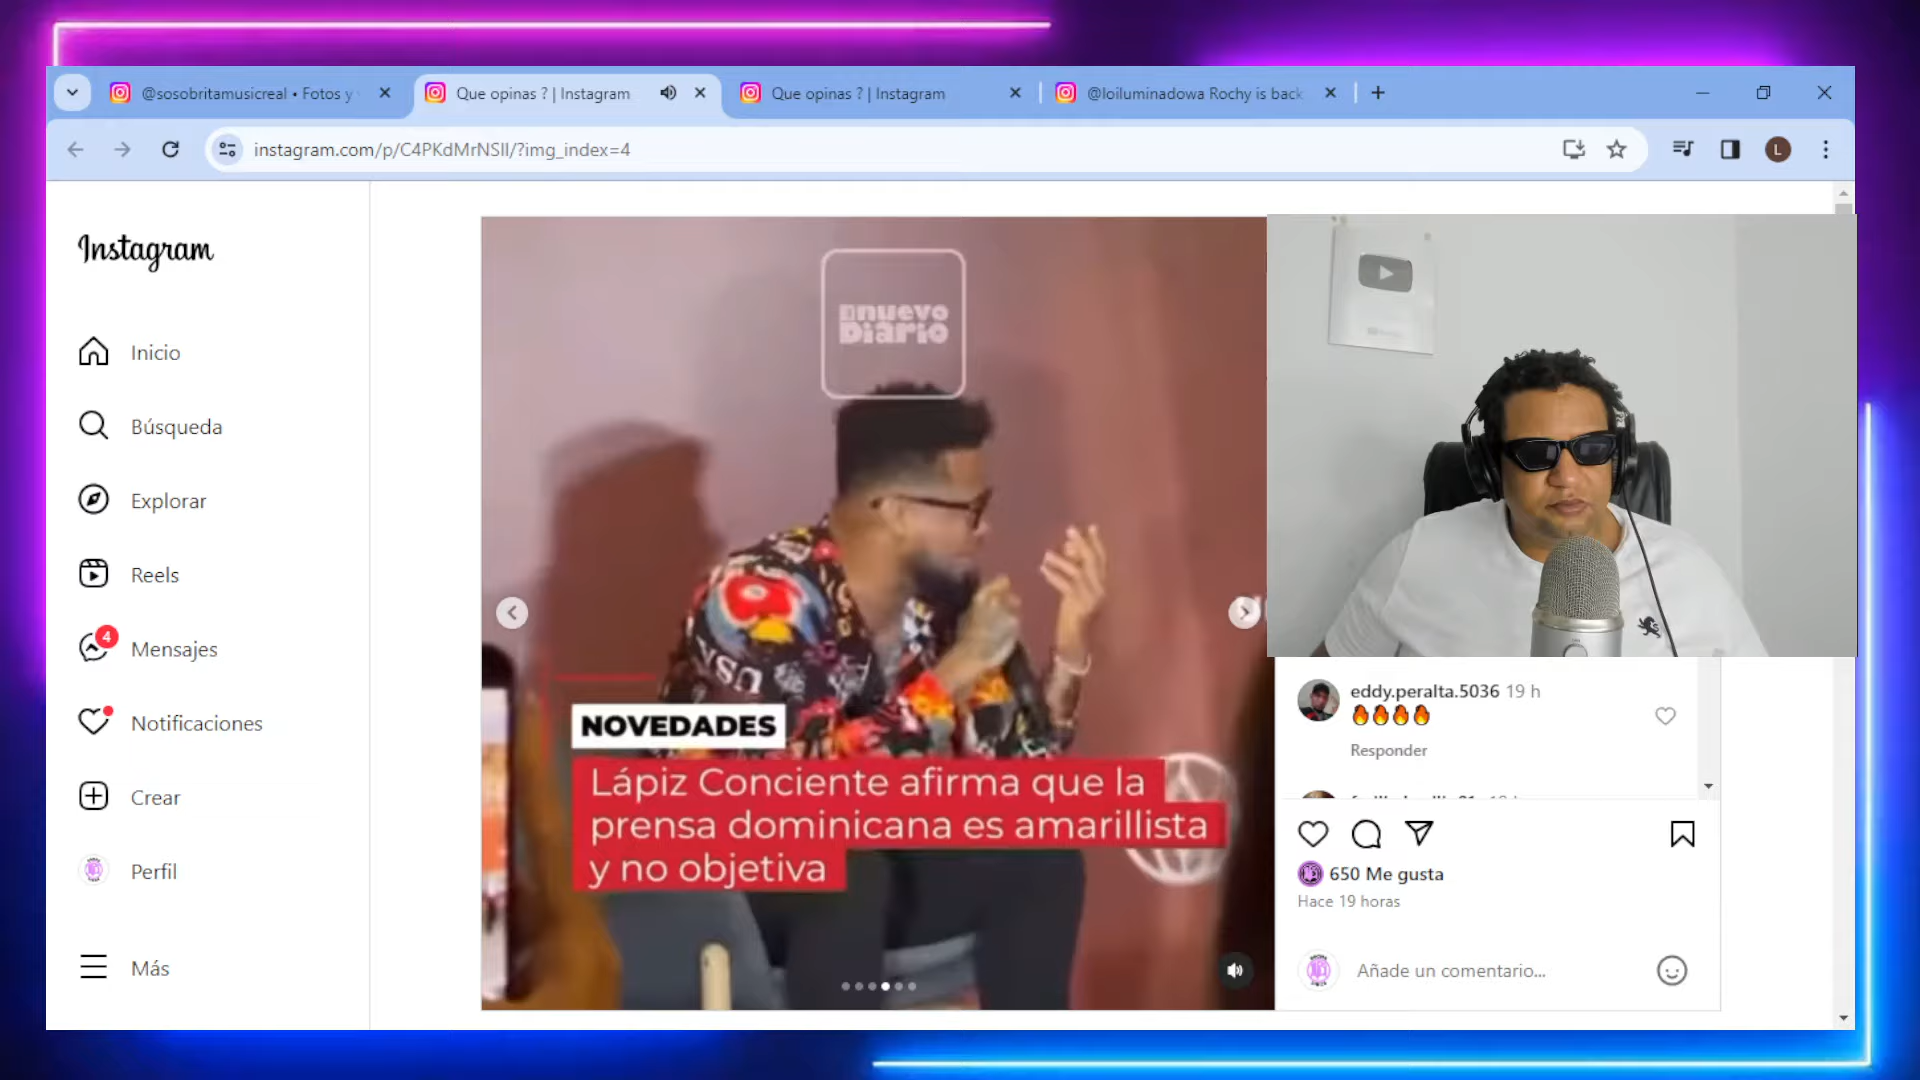 @sosobritamusicreal • Fotos y
Que opinas ? | Instagram
Que opinas ? | Instagram
@loiluminadowa Rochy is back
instagram.com/p/C4PKdMrNSIl/?img_index=4
L
Instagram
Inicio
Búsqueda
Explorar
Reels
4
Mensajes
Notificaciones
Crear
Perfil
Más
nuevo
Diario
USA
NOVEDADES
Lápiz Conciente afirma que la
prensa dominicana es amarillista
y no objetiva
eddy.peralta.5036 19 h
🔥🔥🔥🔥
Responder
650 Me gusta
Hace 19 horas
Añade un comentario...